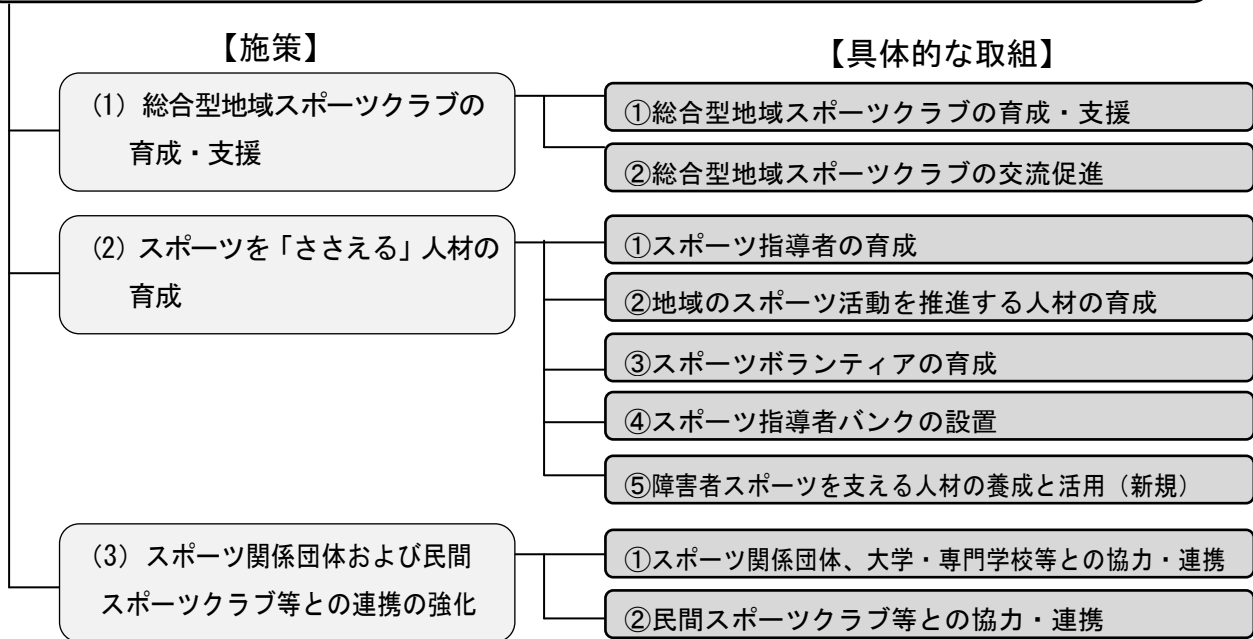 【施策】
【具体的な取組】
(1) 総合型地域スポーツクラブの
育成・支援
①総合型地域スポーツクラブの育成・支援
②総合型地域スポーツクラブの交流促進
(2) スポーツを「ささえる」人材の
育成
①スポーツ指導者の育成
②地域のスポーツ活動を推進する人材の育成
③スポーツボランティアの育成
④スポーツ指導者バンクの設置
⑤障害者スポーツを支える人材の養成と活用（新規）
(3) スポーツ関係団体および民間
スポーツクラブ等との連携の強化
①スポーツ関係団体、大学・専門学校等との協力・連携
②民間スポーツクラブ等との協力・連携